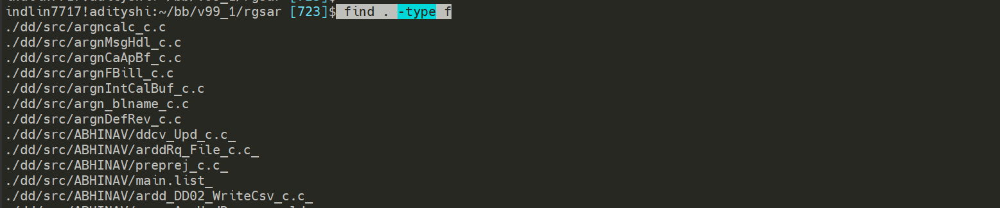 indlin7717!adityshi:~/bb/v99_1/rgsar [723]$ find . -type f
./dd/src/argncalc_c.c
./dd/src/argnMsgHdl_c.c
./dd/src/argnCaApBf_c.c
./dd/src/argnFBill_c.c
./dd/src/argnIntCalBuf_c.c
./dd/src/argn_blname_c.c
./dd/src/argnDefRev_c.c
./dd/src/ABHINAV/ddcv_Upd_c.c_
./dd/src/ABHINAV/arddRq_File_c.c_
./dd/src/ABHINAV/preprej_c.c_
./dd/src/ABHINAV/main.list_
./dd/src/ABHINAV/ardd_DD02_WriteCsv_c.c_